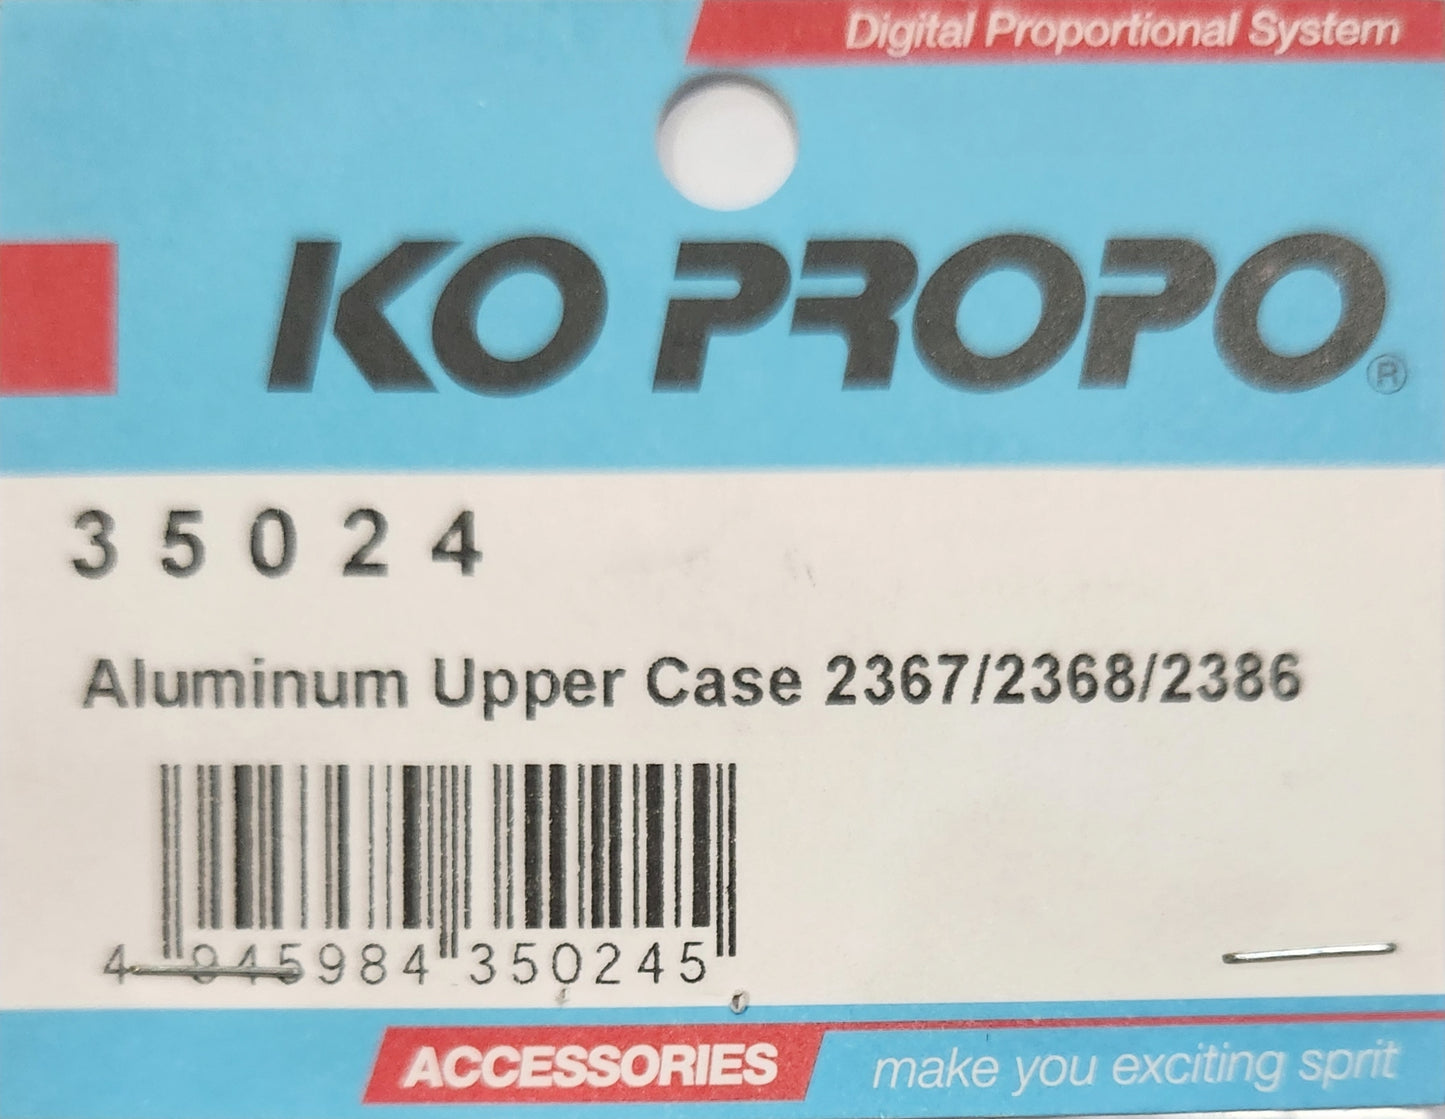 Digital Proportional System
KO PROPO®
35024
Aluminum Upper Case 2367/2368/2386
4 945984 350245
ACCESSORIES
make you exciting sprit